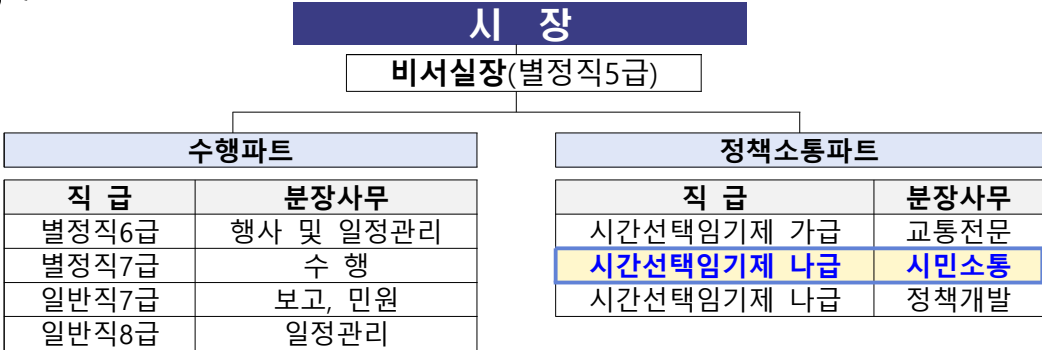 시 장
비서실장(별정직5급)
수행파트
직 급 분장사무
별정직6급 행사 및 일정관리
별정직7급 수 행
일반직7급 보고, 민원
일반직8급 일정관리
정책소통파트
직 급 분장사무
시간선택임기제 가급 교통전문
시간선택임기제 나급 시민소통
시간선택임기제 나급 정책개발